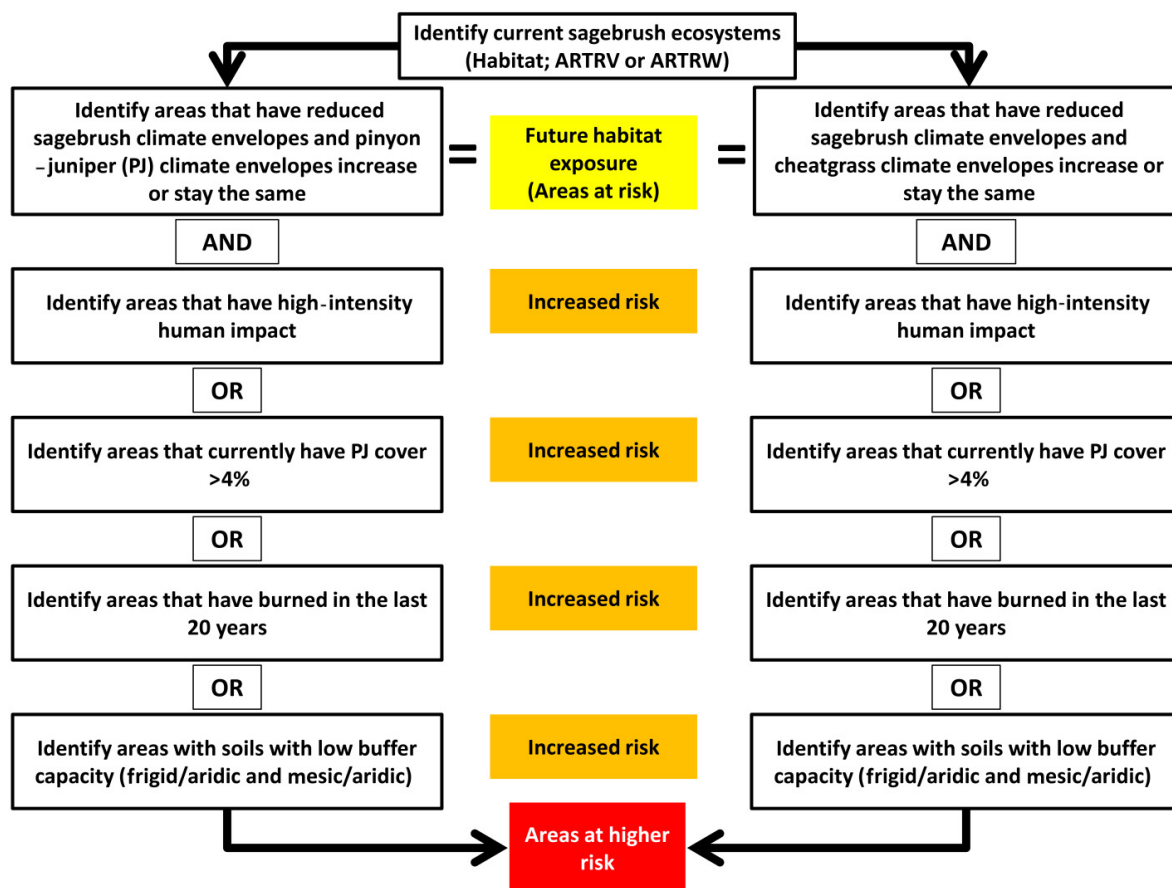 Identify current sagebrush ecosystems
(Habitat; ARTRV or ARTRW)
Identify areas that have reduced
sagebrush climate envelopes and pinyon
–juniper (PJ) climate envelopes increase
or stay the same
=
Future habitat
exposure
(Areas at risk)
=
Identify areas that have reduced
sagebrush climate envelopes and
cheatgrass climate envelopes increase or
stay the same
AND
AND
Identify areas that have high-intensity
human impact
Increased risk
Identify areas that have high-intensity
human impact
OR
OR
Identify areas that currently have PJ cover
>4%
Increased risk
Identify areas that currently have PJ cover
>4%
OR
OR
Identify areas that have burned in the last
20 years
Increased risk
Identify areas that have burned in the last
20 years
OR
OR
Identify areas with soils with low buffer
capacity (frigid/aridic and mesic/aridic)
Increased risk
Identify areas with soils with low buffer
capacity (frigid/aridic and mesic/aridic)
Areas at higher
risk